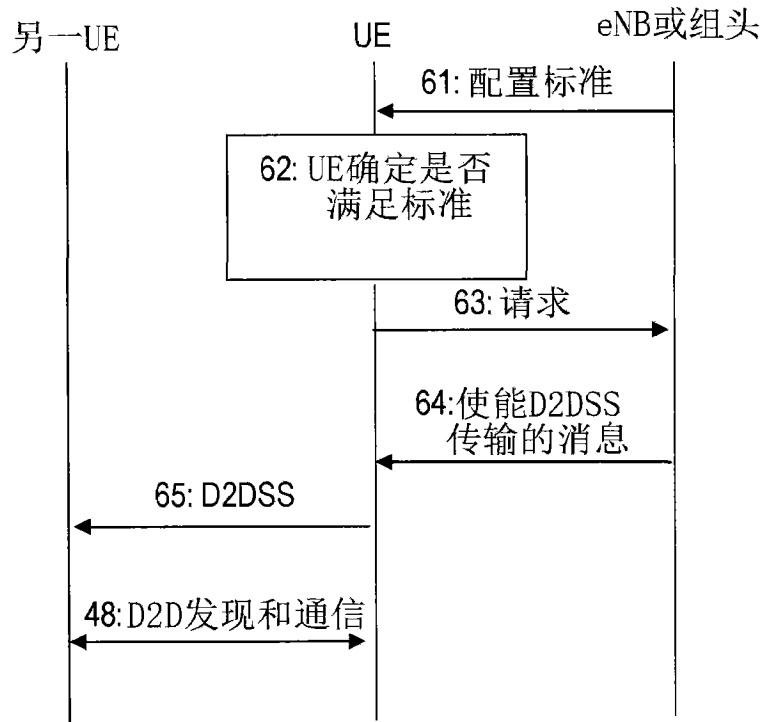 另一UE
UE
eNB或组头
61: 配置标准
62: UE确定是否
满足标准
63: 请求
64:使能D2DSS
传输的消息
65: D2DSS
48:D2D发现和通信